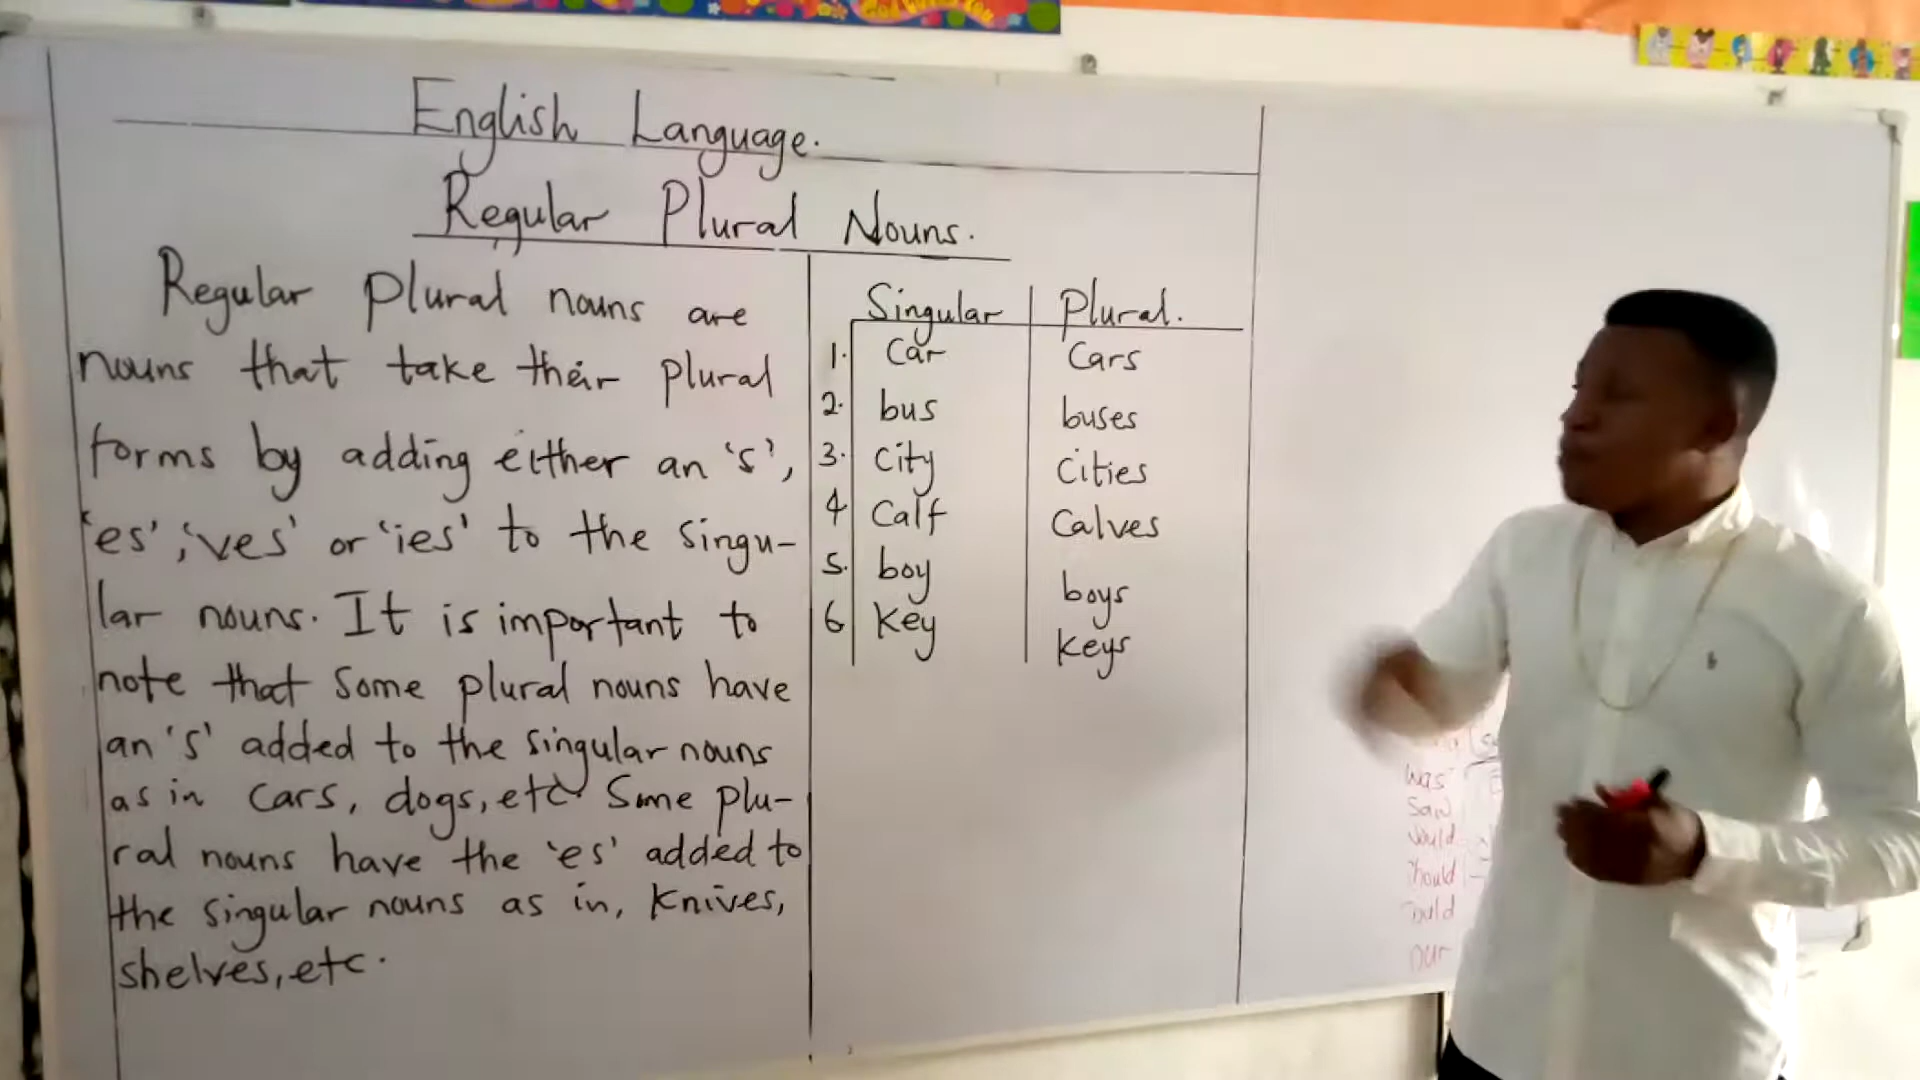 English Language.
Regular Plural Nouns.
Regular plural nouns are
nouns that take their plural
forms by adding either an 's',
'es', 'ves' or 'ies' to the singu-
lar nouns. It is important to
note that some plural nouns have
an 's' added to the singular nouns
as in cars, dogs, etc. Some plu-
ral nouns have the 'es' added to
the singular nouns as in, knives,
shelves, etc.
Singular Plural.
1. Car Cars
2. bus buses
3. City Cities
4 Calf Calves
5. boy boys
6 Key Keys
was
saw
our